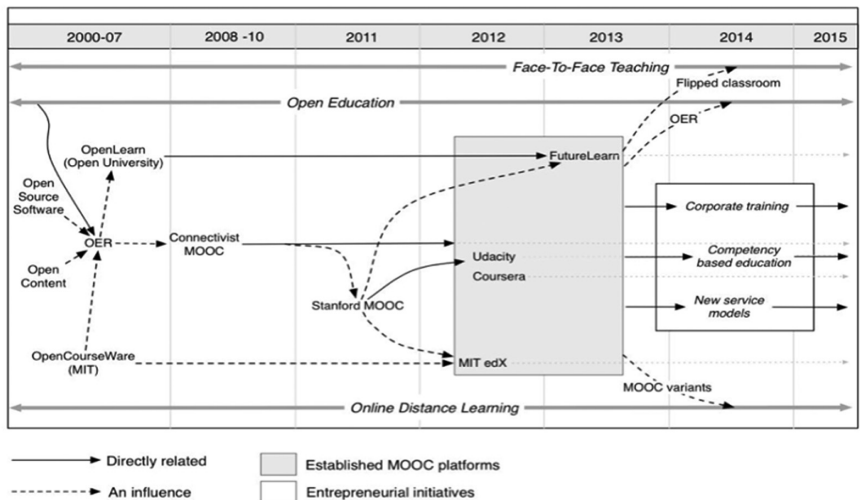 2000-07
2008 -10
2011
2012
2013
2014
2015
Face-To-Face Teaching
Flipped classroom
Open Education
OER
OpenLearn
(Open University)
FutureLearn
Open
Source
Software
Corporate training
OER
Connectivist
MOOC
Udacity
Competency
based education
Open
Content
Coursera
Stanford MOOC
New service
models
OpenCourseWare
(MIT)
MIT edX
MOOC variants
Online Distance Learning
Directly related
Established MOOC platforms
An influence
Entrepreneurial initiatives